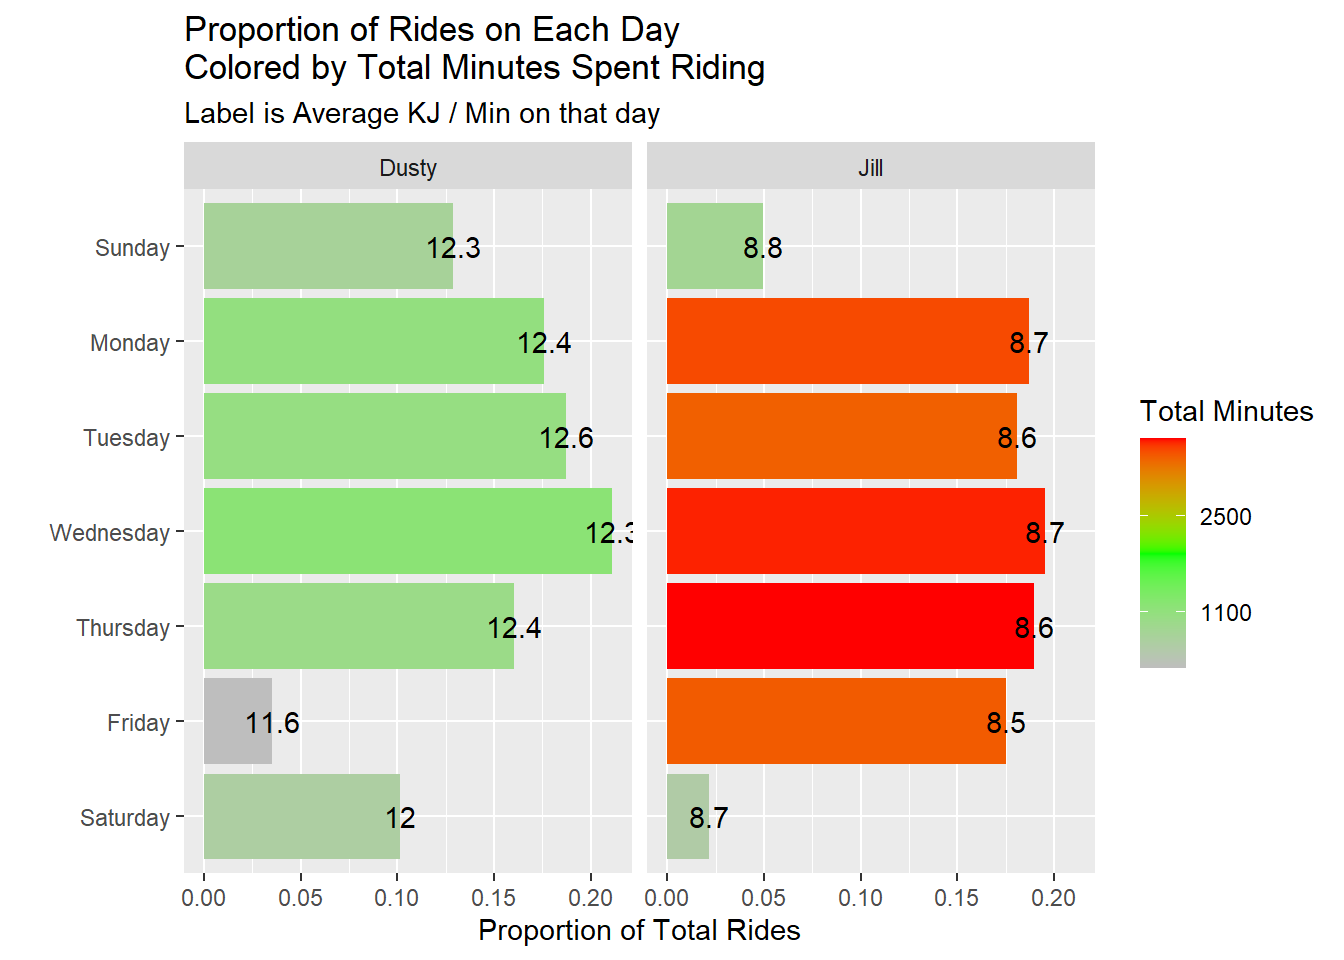 Proportion of Rides on Each Day
Colored by Total Minutes Spent Riding
Label is Average KJ / Min on that day
Dusty
Jill
Sunday
12.3
8.8
Monday
12.4
8.7
Tuesday
12.6
8.6
Wednesday
12.3
8.7
Thursday
12.4
8.6
Friday
11.6
8.5
Saturday
12
8.7
0.00 0.05 0.10 0.15 0.20
0.00 0.05 0.10 0.15 0.20
Proportion of Total Rides
Total Minutes
2500
1100